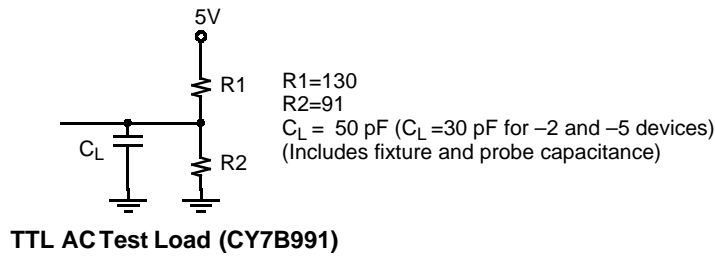 5V
R1
R1=130
R2=91
CL = 50 pF (CL =30 pF for –2 and –5 devices)
(Includes fixture and probe capacitance)
CL
R2
TTL AC Test Load (CY7B991)